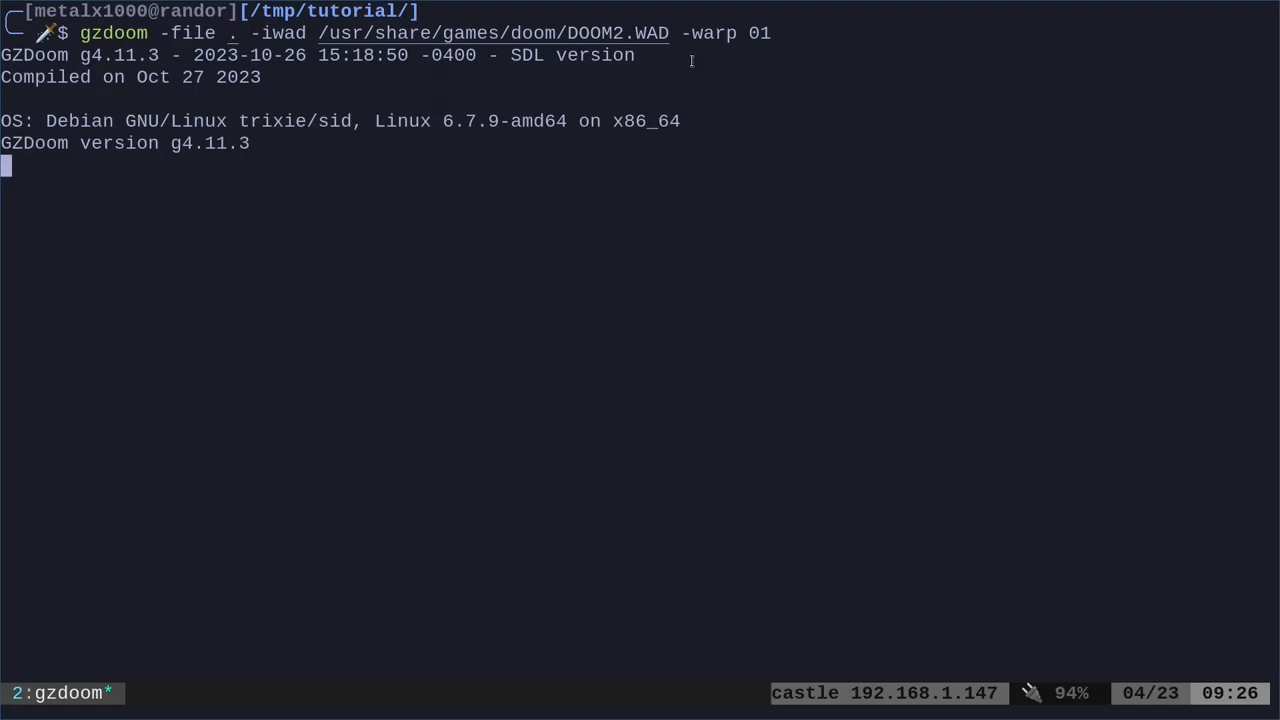 [metalx1000@randor][/tmp/tutorial/]
🗡️$ gzdoom -file . -iwad /usr/share/games/doom/DOOM2.WAD -warp 01
GZDoom g4.11.3 - 2023-10-26 15:18:50 -0400 - SDL version
Compiled on Oct 27 2023
OS: Debian GNU/Linux trixie/sid, Linux 6.7.9-amd64 on x86_64
GZDoom version g4.11.3
2:gzdoom* castle 192.168.1.147 🔌 94% 04/23 09:26